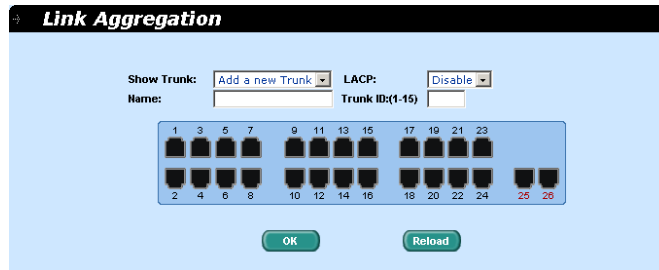 Link Aggregation
Show Trunk: Add a new Trunk LACP: Disable
Name: Trunk ID:(1-15)
1 3 5 7 9 11 13 15 17 19 21 23
2 4 6 8 10 12 14 16 18 20 22 24 25 26
OK Reload